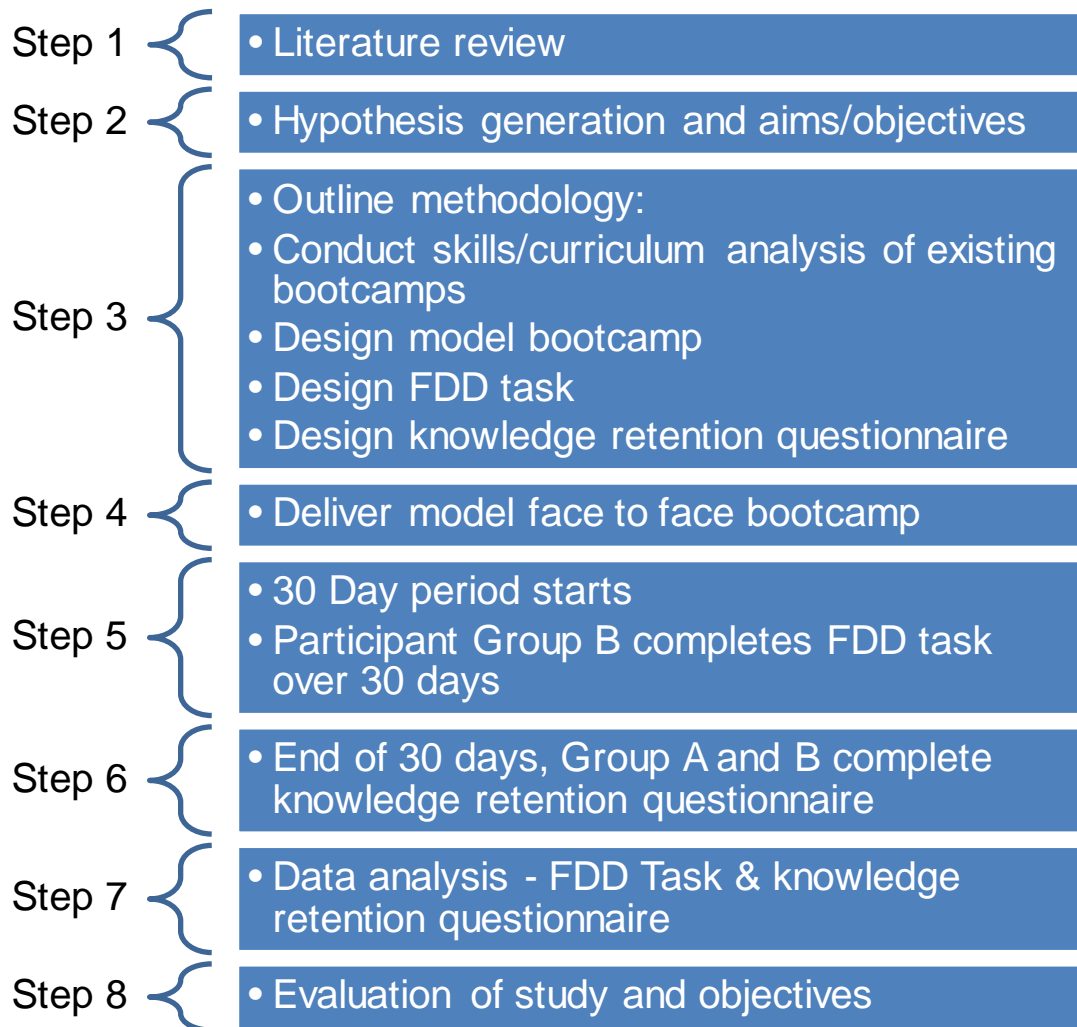 Step 1
• Literature review
Step 2
• Hypothesis generation and aims/objectives
Step 3
• Outline methodology:
• Conduct skills/curriculum analysis of existing
bootcamps
• Design model bootcamp
• Design FDD task
• Design knowledge retention questionnaire
Step 4
• Deliver model face to face bootcamp
Step 5
• 30 Day period starts
• Participant Group B completes FDD task
over 30 days
Step 6
• End of 30 days, Group A and B complete
knowledge retention questionnaire
Step 7
• Data analysis - FDD Task & knowledge
retention questionnaire
Step 8
• Evaluation of study and objectives